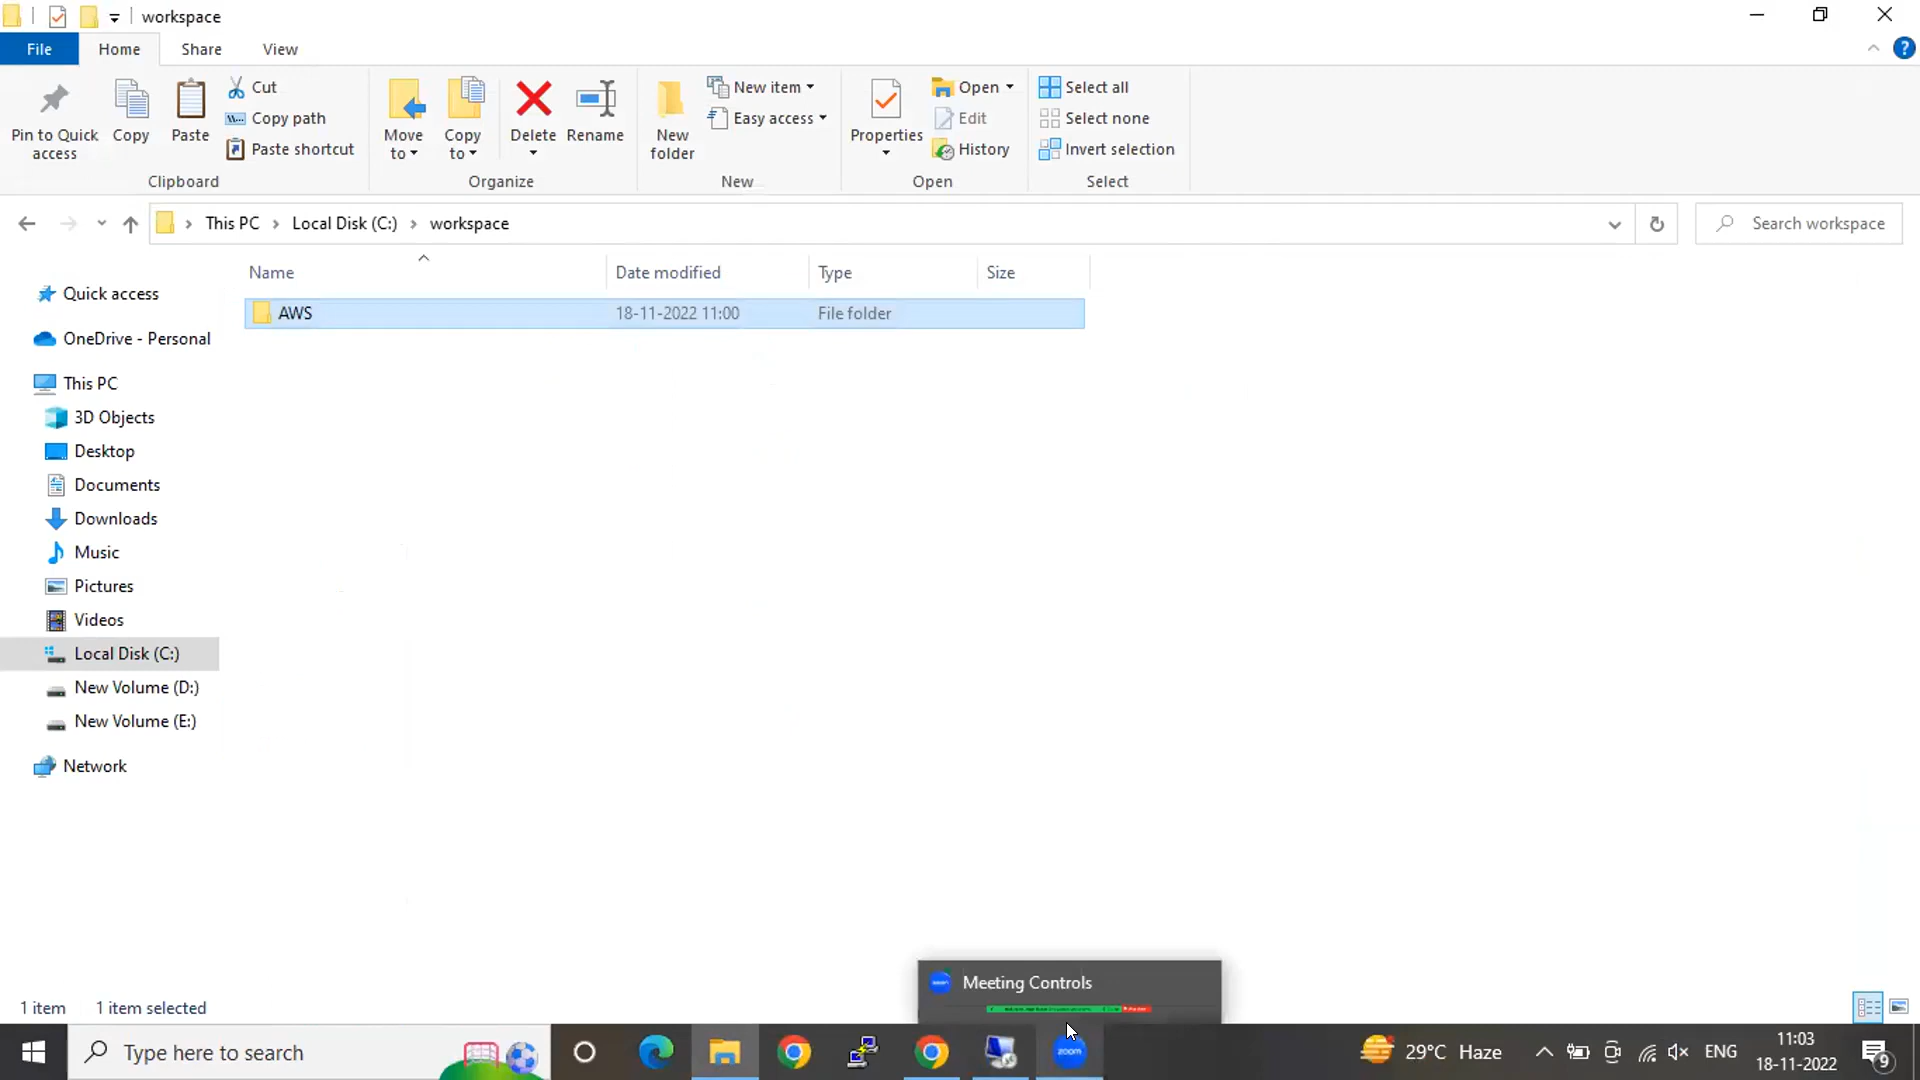 workspace
File Home Share View
Pin to Quick access
Copy
Paste
Cut
Copy path
Paste shortcut
Clipboard
Move to
Copy to
Delete
Rename
Organize
New folder
New item
Easy access
New
Properties
Open
Edit
History
Open
Select all
Select none
Invert selection
Select
This PC Local Disk (C:) workspace
Search workspace
Name Date modified Type Size
AWS 18-11-2022 11:00 File folder
Quick access
OneDrive - Personal
This PC
3D Objects
Desktop
Documents
Downloads
Music
Pictures
Videos
Local Disk (C:)
New Volume (D:)
New Volume (E:)
Network
1 item 1 item selected
zoom Meeting Controls
Type here to search
zoom
29°C Haze
ENG
11:03
18-11-2022
9